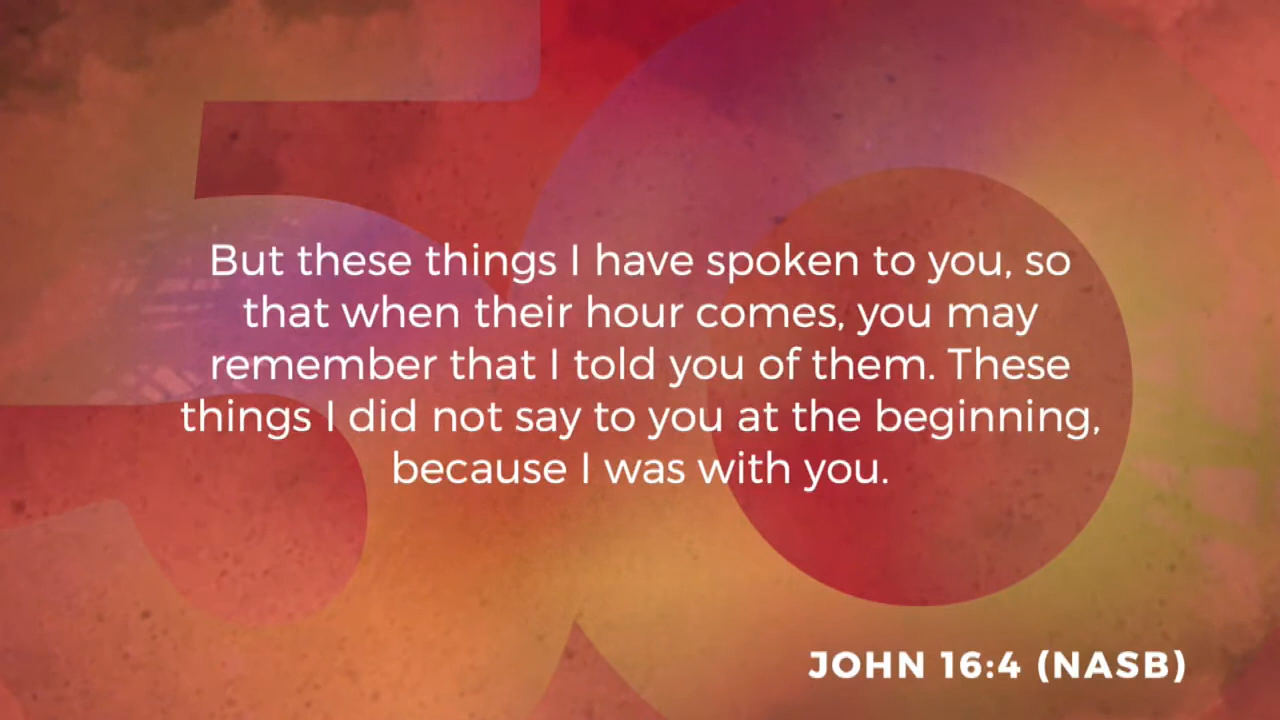 50
But these things I have spoken to you, so
that when their hour comes, you may
remember that I told you of them. These
things I did not say to you at the beginning,
because I was with you.
JOHN 16:4 (NASB)